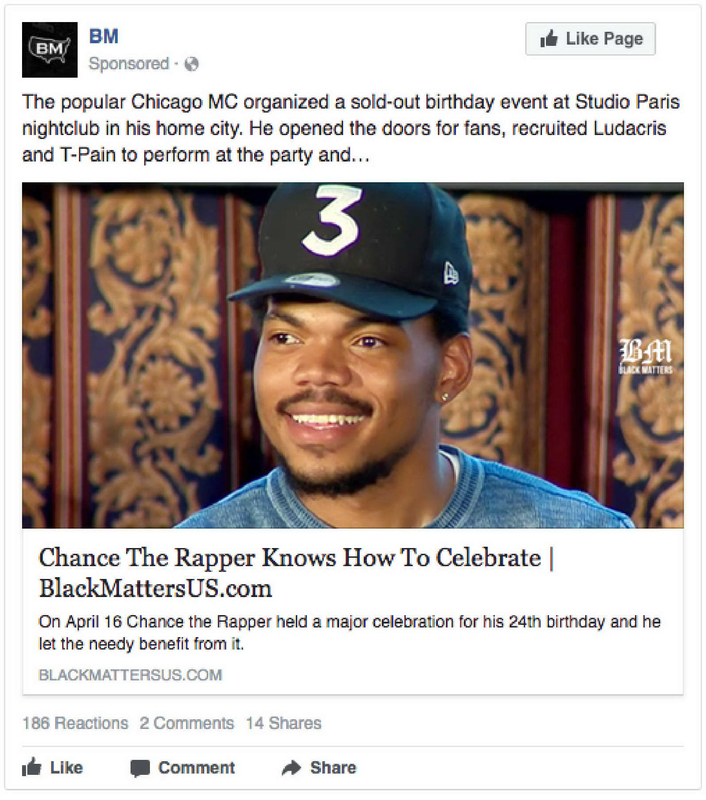 BM
BM
Sponsored ·
Like Page
The popular Chicago MC organized a sold-out birthday event at Studio Paris
nightclub in his home city. He opened the doors for fans, recruited Ludacris
and T-Pain to perform at the party and...
3
BM
BLACK MATTERS
Chance The Rapper Knows How To Celebrate |
BlackMattersUS.com
On April 16 Chance the Rapper held a major celebration for his 24th birthday and he
let the needy benefit from it.
BLACKMATTERSUS.COM
186 Reactions 2 Comments 14 Shares
Like Comment Share